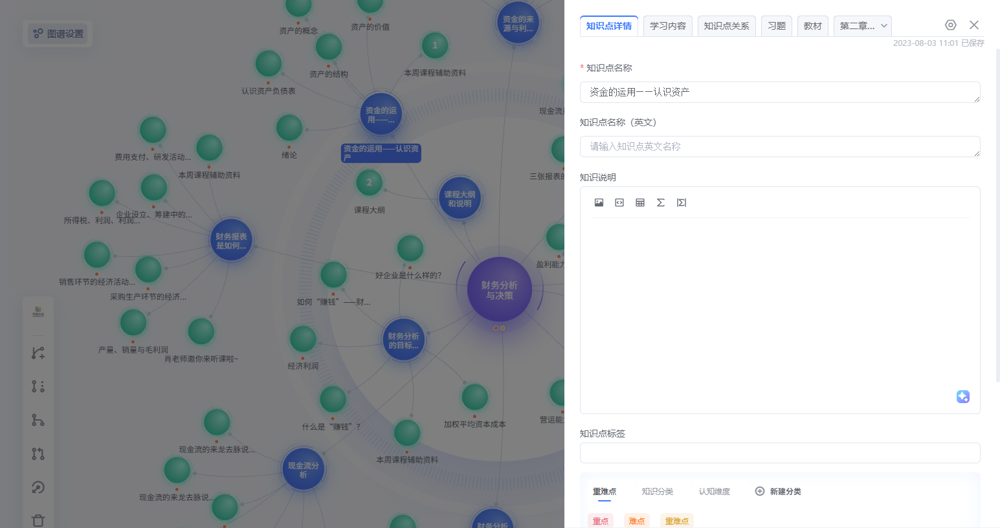 图谱设置
资产的概念
资产的价值
资金的来
源与利...
1
本周课程辅助资料
资产的结构
认识资产负债表
资金的运
用——...
现金流量
绪论
资金的运用——认识资
产
费用支付、研发活动...
本周课程辅助资料
三张报表的
2
课程大纲
课程大纲
和说明
企业设立、筹建中的...
所得税、利润、利润...
财务报表
是如何...
好企业是什么样的？
盈利能力
销售环节的经济活动...
采购生产环节的经济...
如何“赚钱”——财...
财务分析
与决策
财务分析
的目标...
产量、销量与毛利润
肖老师邀你来听课啦~
经济利润
什么是“赚钱”？
加权平均资本成本
营运能
现金流的来龙去脉说...
本周课程辅助资料
现金流分
析
现金流的来龙去脉说...
财务分析
知识点详情
学习内容
知识点关系
习题
教材
第二章...
2023-08-03 11:01 已保存
* 知识点名称
资金的运用——认识资产
知识点名称（英文）
请输入知识点英文名称
知识说明
知识点标签
重难点
知识分类
认知维度
新建分类
重点
难点
重难点